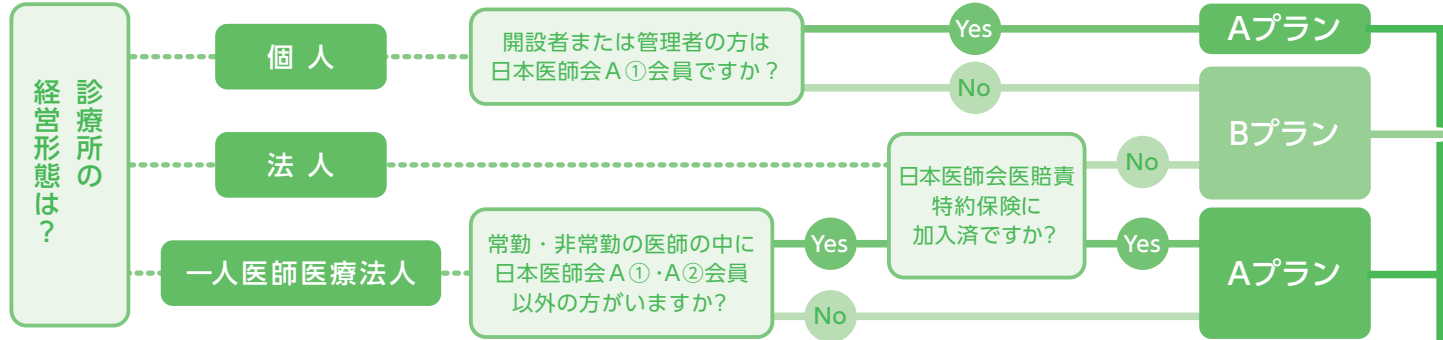 診療所の
経営形態は？
個人
開設者または管理者の方は
日本医師会A①会員ですか？
Yes
Aプラン
No
Bプラン
法人
日本医師会医賠責
特約保険に
加入済ですか?
No
Yes
Aプラン
一人医師医療法人
常勤・非常勤の医師の中に
日本医師会A①・A②会員
以外の方がいますか?
Yes
No